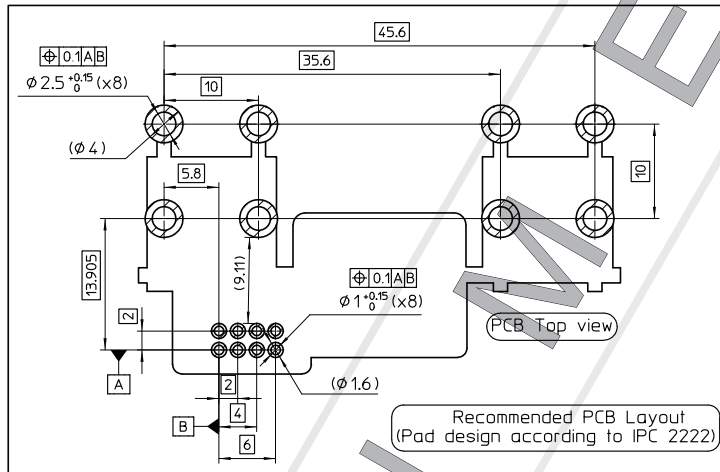 45.6
35.6
⌖ 0.1 A B
Ø 2.5 +0.15 0 (x8)
10
(Ø 4)
5.8
10
13.905
(9.11)
⌖ 0.1 A B
Ø 1 +0.15 0 (x8)
2
PCB Top view
A
2
(Ø 1.6)
4
B
6
Recommended PCB Layout
(Pad design according to IPC 2222)